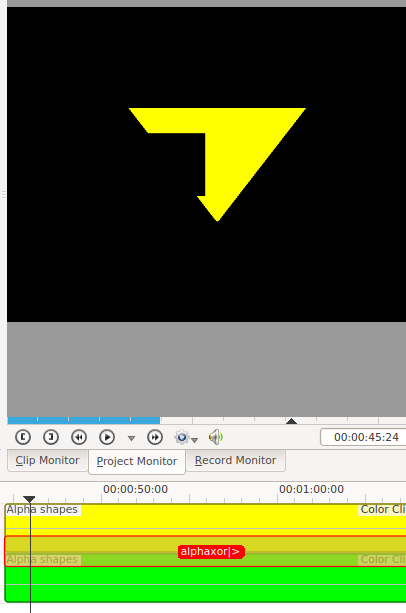 00:00:45:24
Clip Monitor
Project Monitor
Record Monitor
00:00:50:00
00:01:00:00
Alpha shapes
Color Cli
alphaxor|>
Alpha shapes
Color Cli